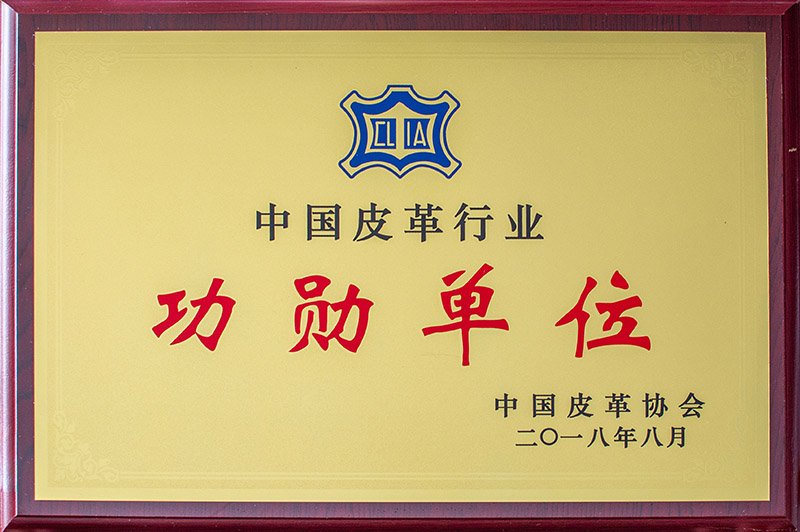 CLIA
中国皮革行业
功勋单位
中国皮革协会
二〇一八年八月